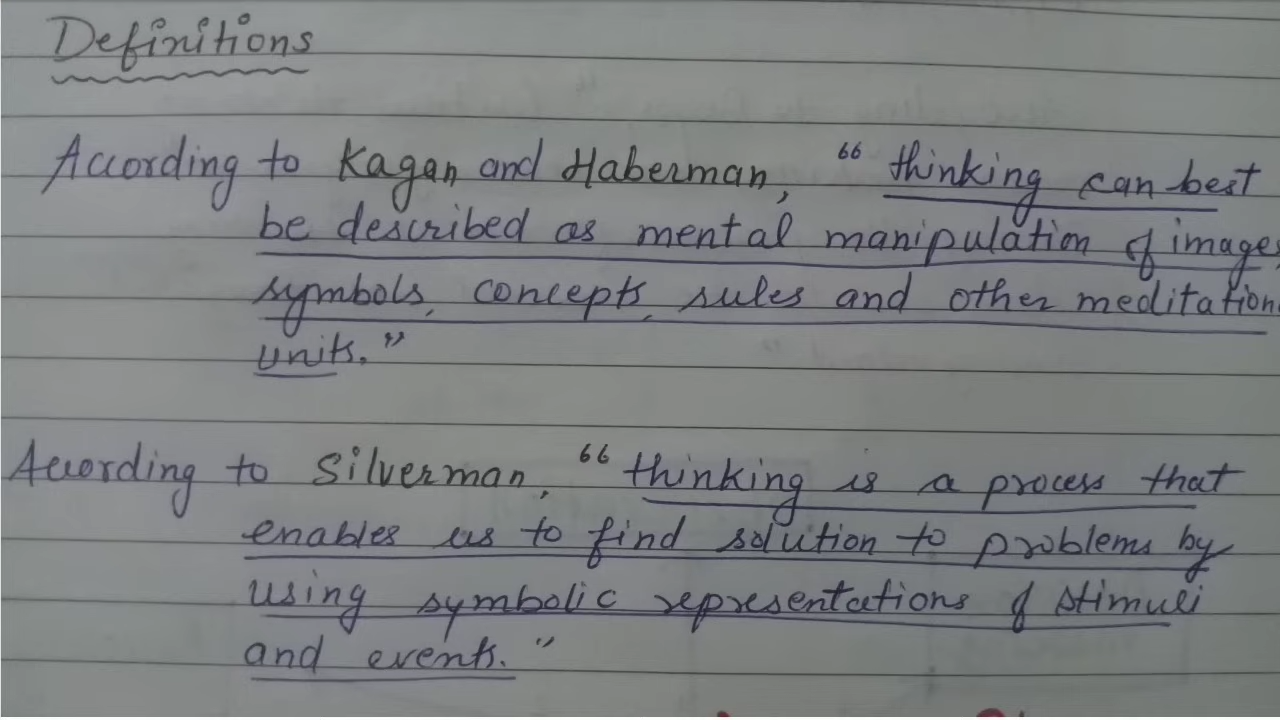 Definitions
According to Kagan and Haberman, “thinking can best
be described as mental manipulation of images,
symbols, concepts, rules and other meditation
units.”
According to Silverman, “thinking is a process that
enables us to find solution to problems by
using symbolic representations of stimuli
and events.”